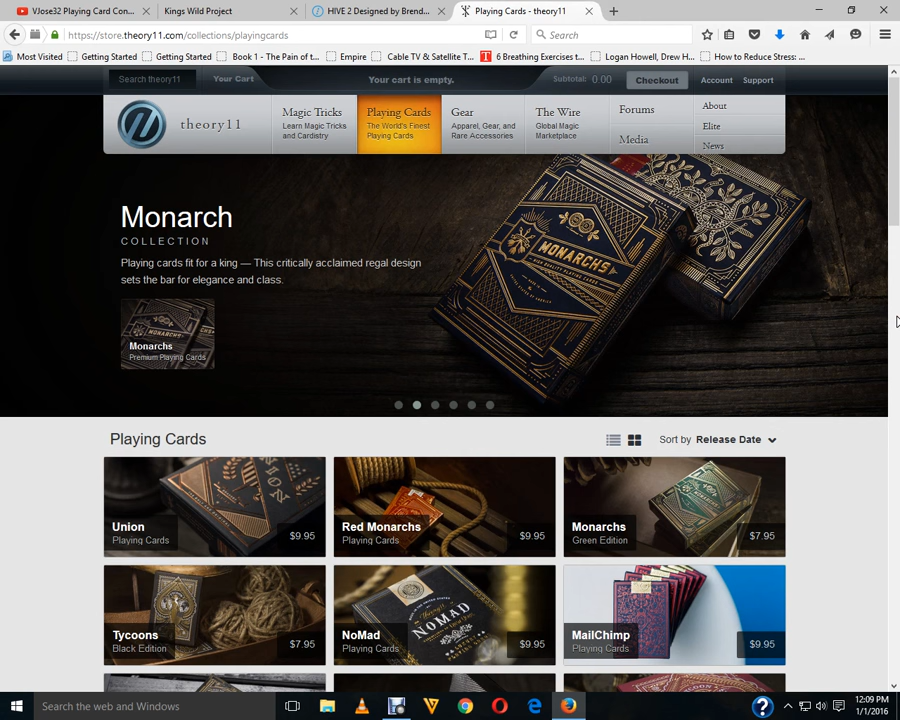 VJose32 Playing Card Con...
Kings Wild Project
HIVE 2 Designed by Brend...
Playing Cards - theory11
https://store.theory11.com/collections/playingcards
Search
Most Visited
Getting Started
Getting Started
Book 1 - The Pain of t...
Empire
Cable TV & Satellite T...
6 Breathing Exercises t...
Logan Howell, Drew H...
How to Reduce Stress: ...
Search theory11
Your Cart
Your cart is empty.
Subtotal: 0.00
Checkout
Account
Support
theory11
Magic Tricks
Learn Magic Tricks
and Cardistry
Playing Cards
The World's Finest
Playing Cards
Gear
Apparel, Gear, and
Rare Accessories
The Wire
Global Magic
Marketplace
Forums
Media
About
Elite
News
Monarch
COLLECTION
Playing cards fit for a king — This critically acclaimed regal design
sets the bar for elegance and class.
Monarchs
Premium Playing Cards
MONARCHS
HIGH QUALITY PLAYING CARDS
Playing Cards
Sort by Release Date
Union
Playing Cards
$9.95
Red Monarchs
Playing Cards
$9.95
Monarchs
Green Edition
$7.95
Tycoons
Black Edition
$7.95
NOMAD
NoMad
Playing Cards
$9.95
MailChimp
Playing Cards
$9.95
Search the web and Windows
12:09 PM
1/1/2016